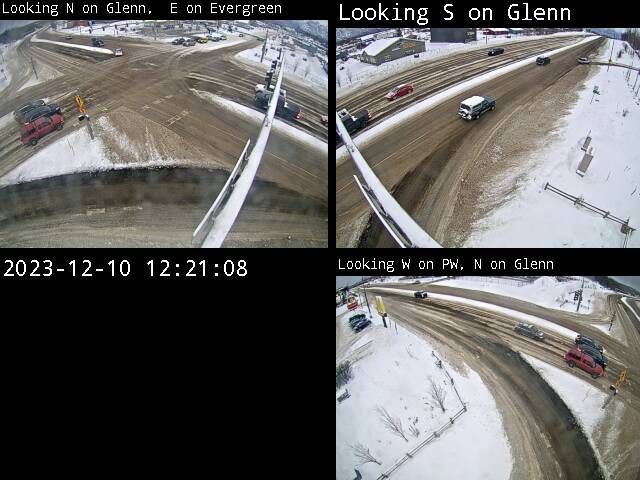 Looking N on Glenn,  E on Evergreen
Looking S on Glenn
2023-12-10 12:21:08
Looking W on PW, N on Glenn